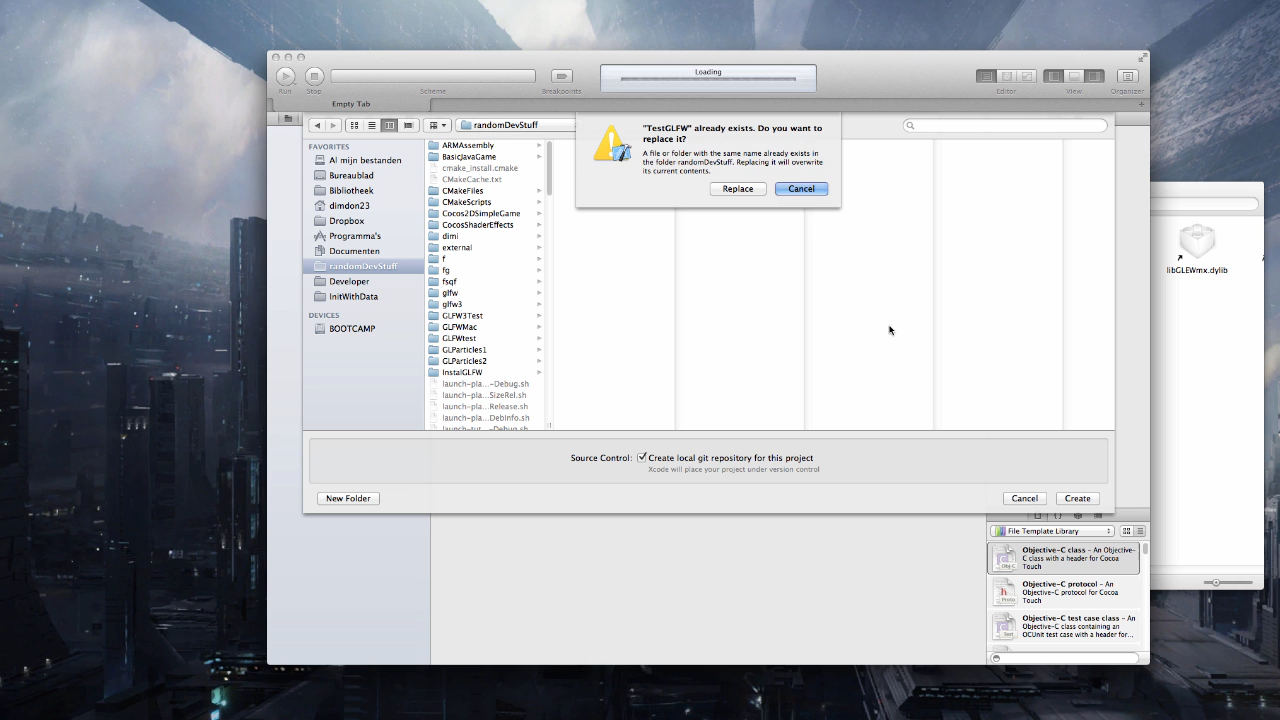 Loading
Run
Stop
Scheme
Breakpoints
Editor
View
Organizer
Empty Tab
randomDevStuff
"TestGLFW" already exists. Do you want to
replace it?
A file or folder with the same name already exists in
the folder randomDevStuff. Replacing it will overwrite
its current contents.
Replace
Cancel
FAVORITES
Al mijn bestanden
Bureaublad
Bibliotheek
dimdon23
Dropbox
Programma's
Documenten
randomDevStuff
Developer
InitWithData
DEVICES
BOOTCAMP
ARMAssembly
BasicJavaGame
cmake_install.cmake
CMakeCache.txt
CMakeFiles
CMakeScripts
Cocos2DSimpleGame
CocosShaderEffects
dimi
external
f
fg
fsqf
glfw
glfw3
GLFW3Test
GLFWMac
GLFWtest
GLParticles1
GLParticles2
InstalGLFW
launch-pla...-Debug.sh
launch-pla...SizeRel.sh
launch-pla...Release.sh
launch-pla...DebInfo.sh
launch-tut...-Debug.sh
libGLEWmx.dylib
Source Control:
Create local git repository for this project
Xcode will place your project under version control
New Folder
Cancel
Create
File Template Library
Objective-C class - An Objective-
C class with a header for Cocoa
Touch
Objective-C protocol - An
Objective-C protocol for Cocoa
Touch
Objective-C test case class - An
Objective-C class containing an
OCUnit test case with a header for...